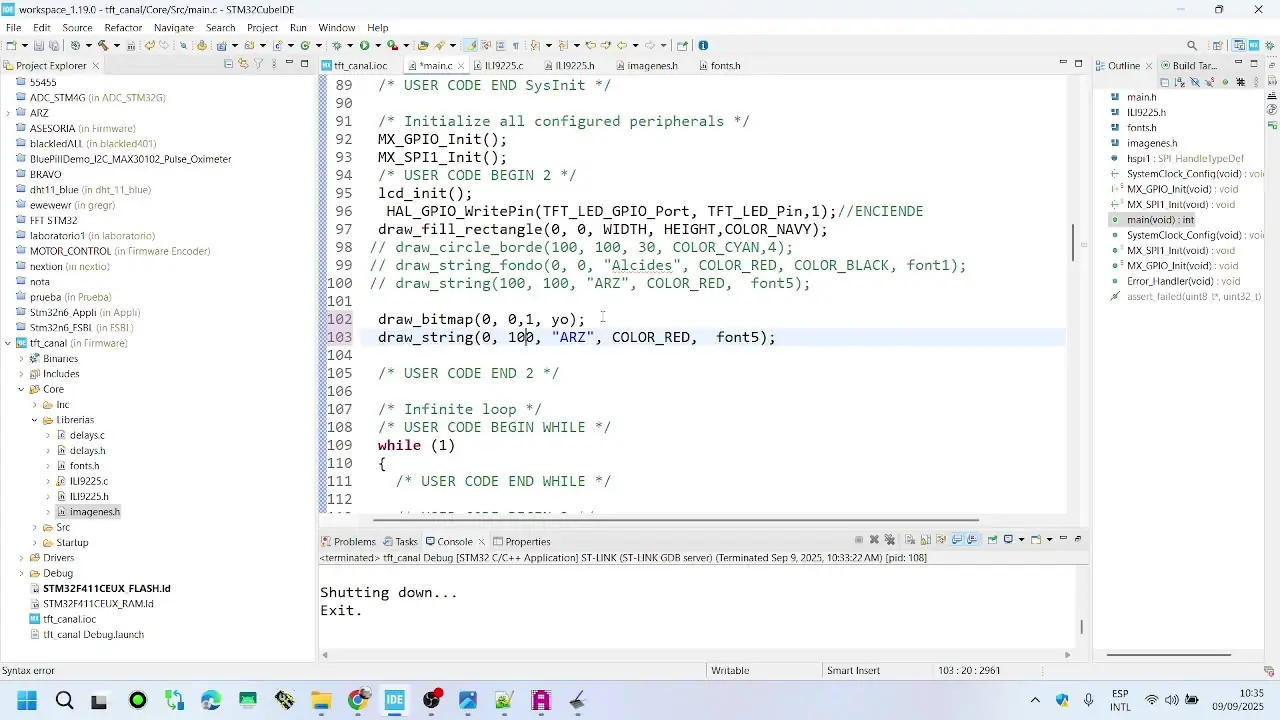 workspace_1.19.0 - tft_canal/Core/Src/main.c - STM32CubeIDE
File Edit Source Refactor Navigate Search Project Run Window Help
Project Explorer
tft_canal.ioc *main.c ILI9225.c ILI9225.h imagenes.h fonts.h
Outline Build Tar...
55455
ADC_STM4G (in ADC_STM32G)
ARZ
ASESORIA (in Firmware)
blackledALL (in blackled401)
BluePillDemo_I2C_MAX30102_Pulse_Oximeter
BRAVO
dht11_blue (in dht_11_blue)
ewewewr (in gregr)
FFT STM32
laboratorio1 (in laboratorio)
MOTOR_CONTROL (in Firmware Encoder)
nextion (in nextio)
nota
prueba (in Prueba)
Stm32n6_Appli (in Appli)
Stm32n6_FSBL (in FSBL)
tft_canal (in Firmware)
Binaries
Includes
Core
Inc
Librerias
delays.c
delays.h
fonts.h
ILI9225.c
ILI9225.h
imagenes.h
Src
Startup
Drivers
Debug
STM32F411CEUX_FLASH.ld
STM32F411CEUX_RAM.ld
tft_canal.ioc
tft_canal Debug.launch
89 /* USER CODE END SysInit */
90
91 /* Initialize all configured peripherals */
92 MX_GPIO_Init();
93 MX_SPI1_Init();
94 /* USER CODE BEGIN 2 */
95 lcd_init();
96 HAL_GPIO_WritePin(TFT_LED_GPIO_Port, TFT_LED_Pin,1);//ENCIENDE
97 draw_fill_rectangle(0, 0, WIDTH, HEIGHT,COLOR_NAVY);
98 // draw_circle_borde(100, 100, 30, COLOR_CYAN,4);
99 // draw_string_fondo(0, 0, "Alcides", COLOR_RED, COLOR_BLACK, font1);
100 // draw_string(100, 100, "ARZ", COLOR_RED,  font5);
101
102 draw_bitmap(0, 0,1, yo);
103 draw_string(0, 100, "ARZ", COLOR_RED,  font5);
104
105 /* USER CODE END 2 */
106
107 /* Infinite loop */
108 /* USER CODE BEGIN WHILE */
109 while (1)
110 {
111 /* USER CODE END WHILE */
112
main.h
ILI9225.h
fonts.h
imagenes.h
hspi1 : SPI_HandleTypeDef
SystemClock_Config(void) : voi
MX_GPIO_Init(void) : void
MX_SPI1_Init(void) : void
main(void) : int
SystemClock_Config(void) : voi
MX_SPI1_Init(void) : void
MX_GPIO_Init(void) : void
Error_Handler(void) : void
assert_failed(uint8_t*, uint32_t)
Problems Tasks Console Properties
<terminated> tft_canal Debug [STM32 C/C++ Application] ST-LINK (ST-LINK GDB server) (Terminated Sep 9, 2025, 10:33:22 AM) [pid: 108]
Shutting down...
Exit.
Syntax error
Writable
Smart Insert
103 : 20 : 2961
IDE
ESP
INTL
10:35
09/09/2025